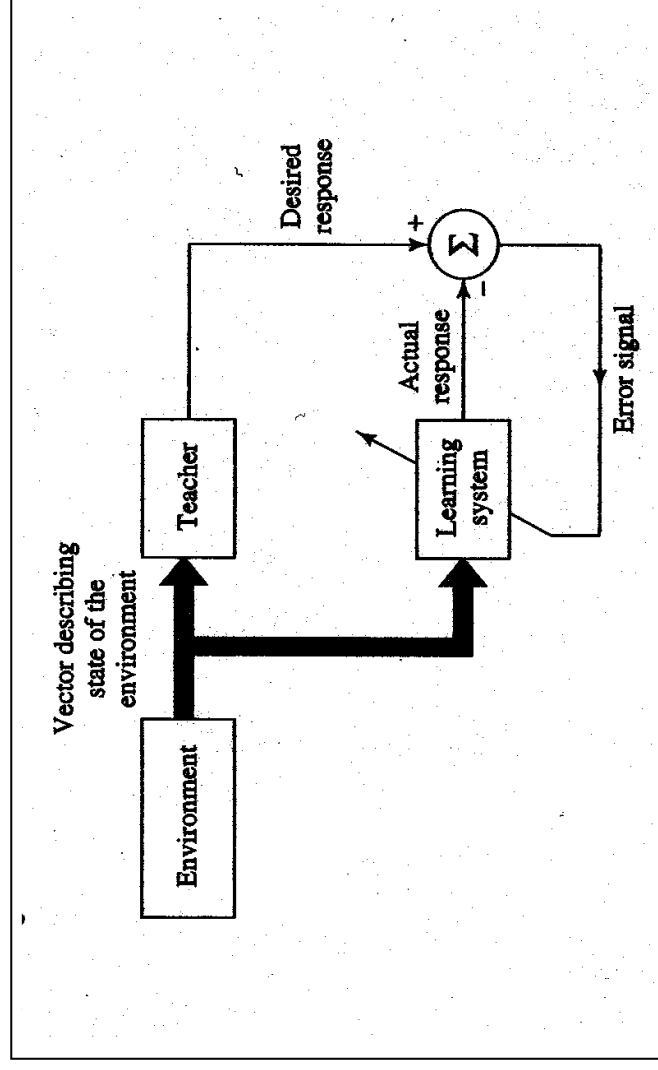 Vector describing
state of the
environment
Environment
Teacher
Desired
response
Learning
system
Actual
response
+
−
Σ
Error signal